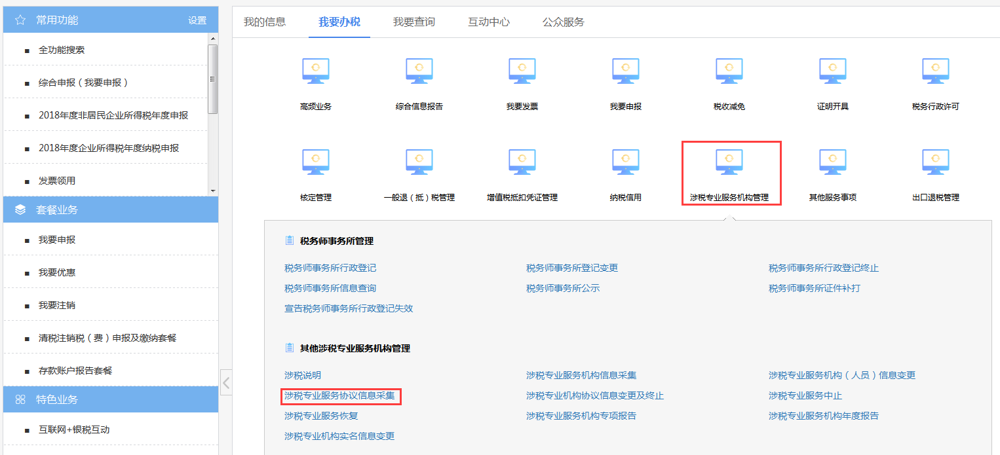 常用功能 设置
全功能搜索
综合申报（我要申报）
2018年度非居民企业所得税年度申报
2018年度企业所得税年度纳税申报
发票领用
套餐业务
我要申报
我要优惠
我要注销
清税注销税（费）申报及缴纳套餐
存款账户报告套餐
特色业务
互联网+银税互动
我的信息 我要办税 我要查询 互动中心 公众服务
高频业务 综合信息报告 我要发票 我要申报 税收减免 证明开具 税务行政许可
核定管理 一般退（抵）税管理 增值税抵扣凭证管理 纳税信用 涉税专业服务机构管理 其他服务事项 出口退税管理
税务师事务所管理
税务师事务所行政登记 税务师事务所登记变更 税务师事务所行政登记终止
税务师事务所信息查询 税务师事务所公示 税务师事务所证件补打
宣告税务师事务所行政登记失效
其他涉税专业服务机构管理
涉税说明 涉税专业服务机构信息采集 涉税专业服务机构（人员）信息变更
涉税专业服务协议信息采集 涉税专业机构协议信息变更及终止 涉税专业服务中止
涉税专业服务恢复 涉税专业服务机构专项报告 涉税专业服务机构年度报告
涉税专业机构实名信息变更